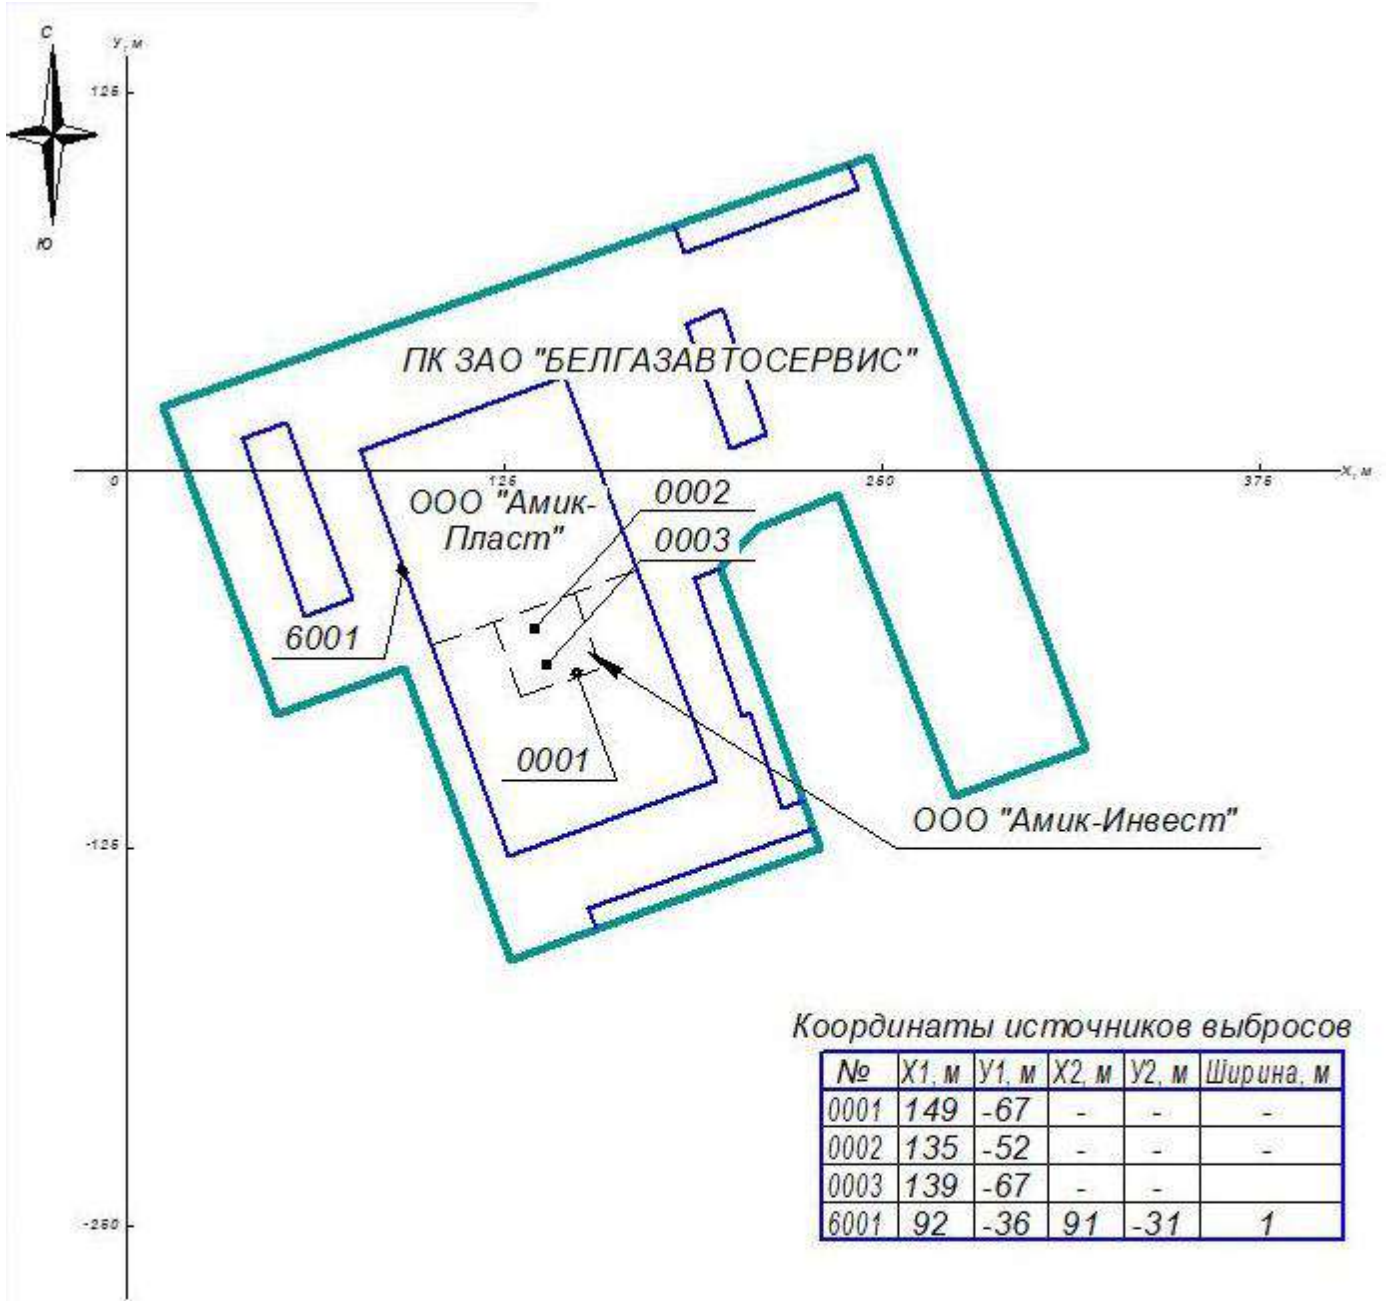 С
У, м
125
Ю
ПК ЗАО "БЕЛГАЗАВТОСЕРВИС"
0
125
250
375
Х, м
ООО "Амик-
Пласт"
0002
0003
6001
0001
ООО "Амик-Инвест"
-125
-250
Координаты источников выбросов
№ Х1, м У1, м Х2, м У2, м Ширина, м
0001 149 -67 - - -
0002 135 -52 - - -
0003 139 -67 - -
6001 92 -36 91 -31 1